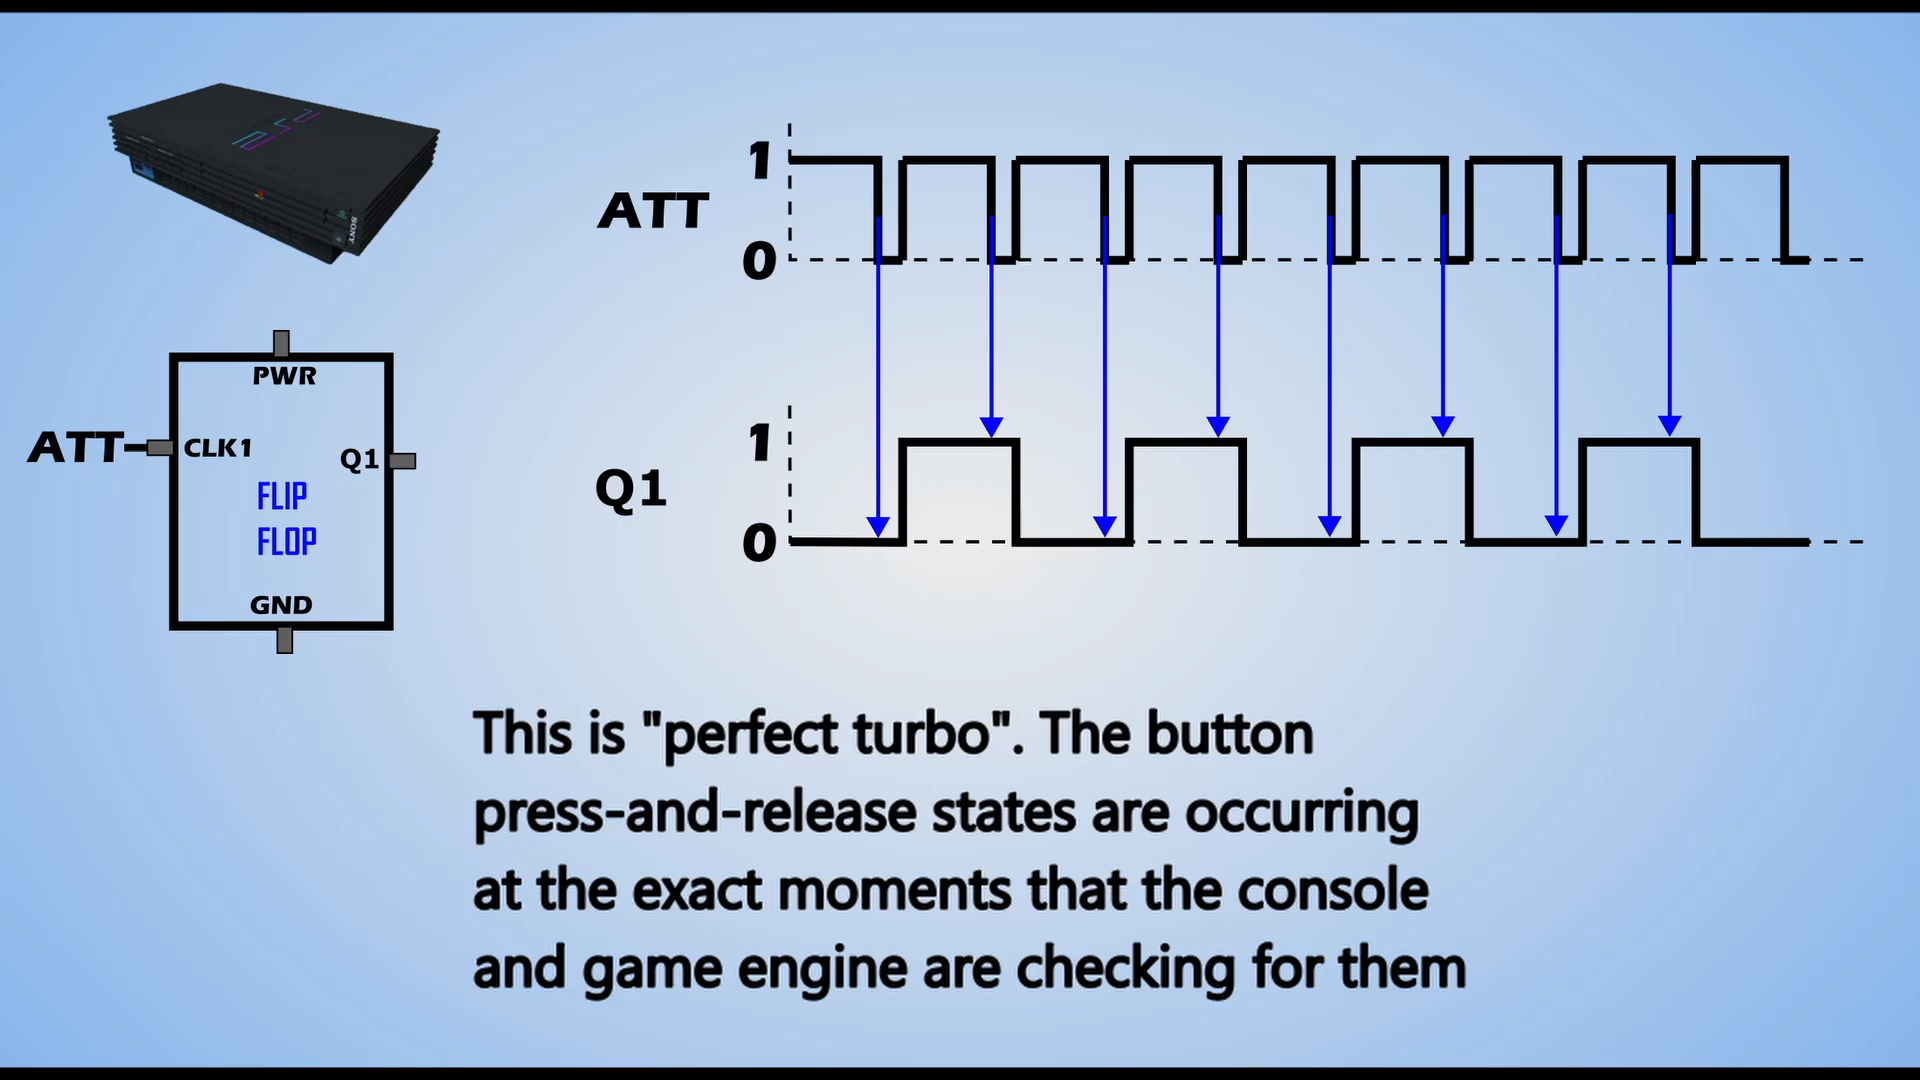 1
ATT
0
PWR
ATT
CLK1
Q1
FLIP
FLOP
GND
1
Q1
0
SONY
This is "perfect turbo". The button
press-and-release states are occurring
at the exact moments that the console
and game engine are checking for them